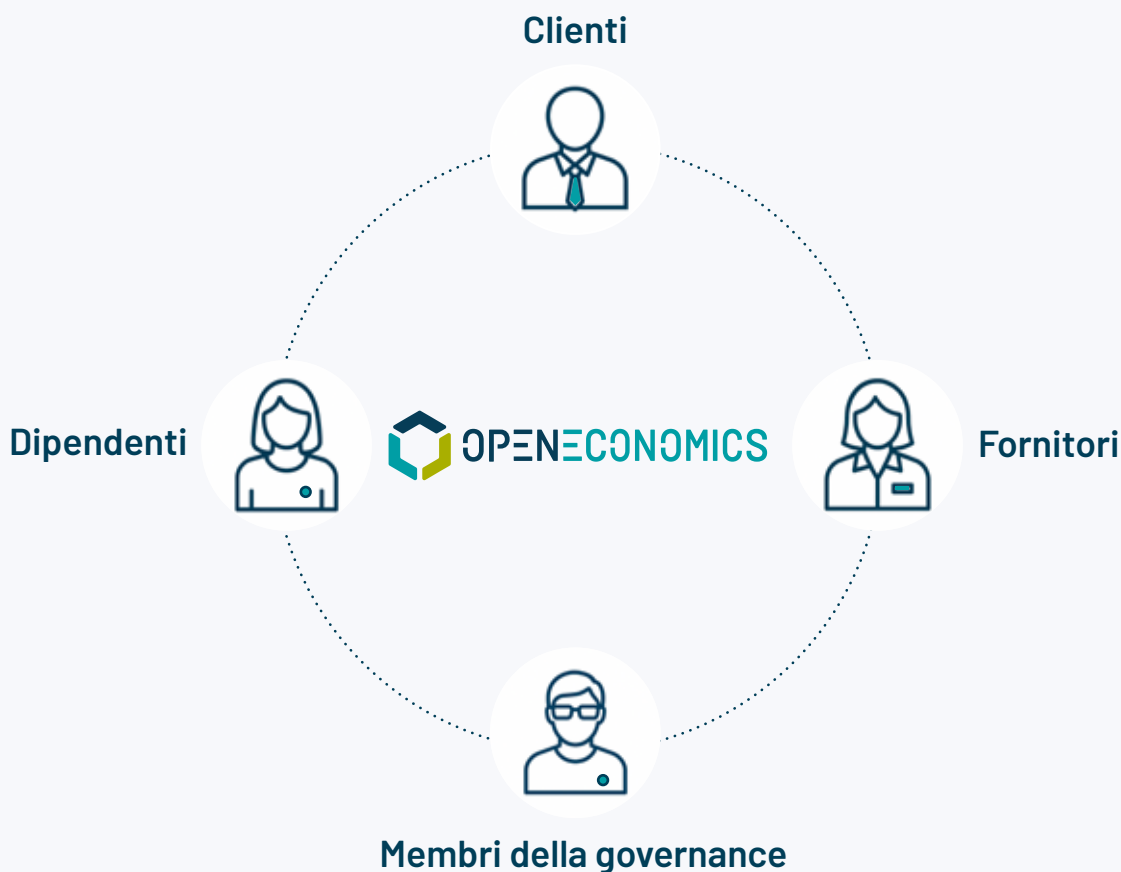 Clienti
Dipendenti
OPENECONOMICS
Fornitori
Membri della governance